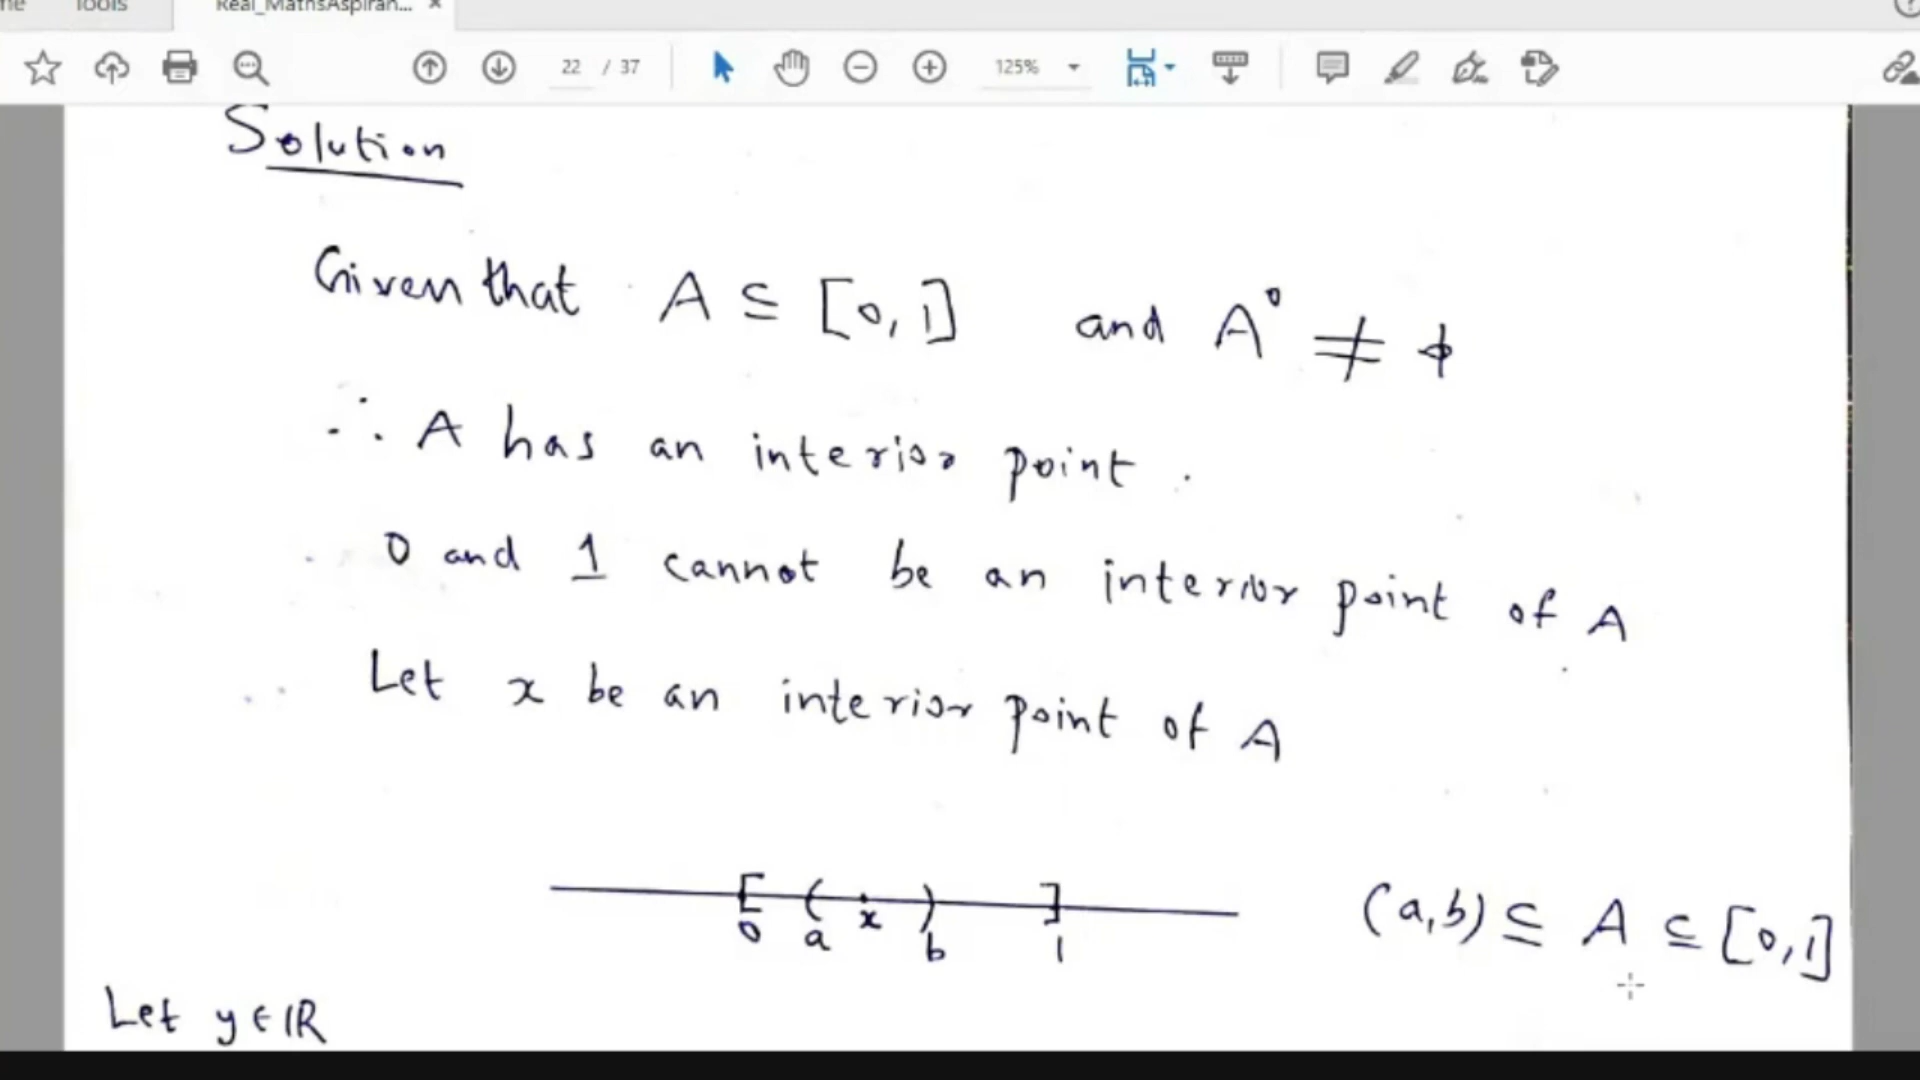 Tools Real_MathsAspiran... ×
22 / 37 125%
Solution
Given that A ⊆ [0,1] and A° ≠ ϕ
∴ A has an interior point.
0 and 1 cannot be an interior point of A
Let x be an interior point of A
[ ( x ) ] (a,b) ⊆ A ⊆ [0,1]
0 a b 1
Let y ∈ ℝ